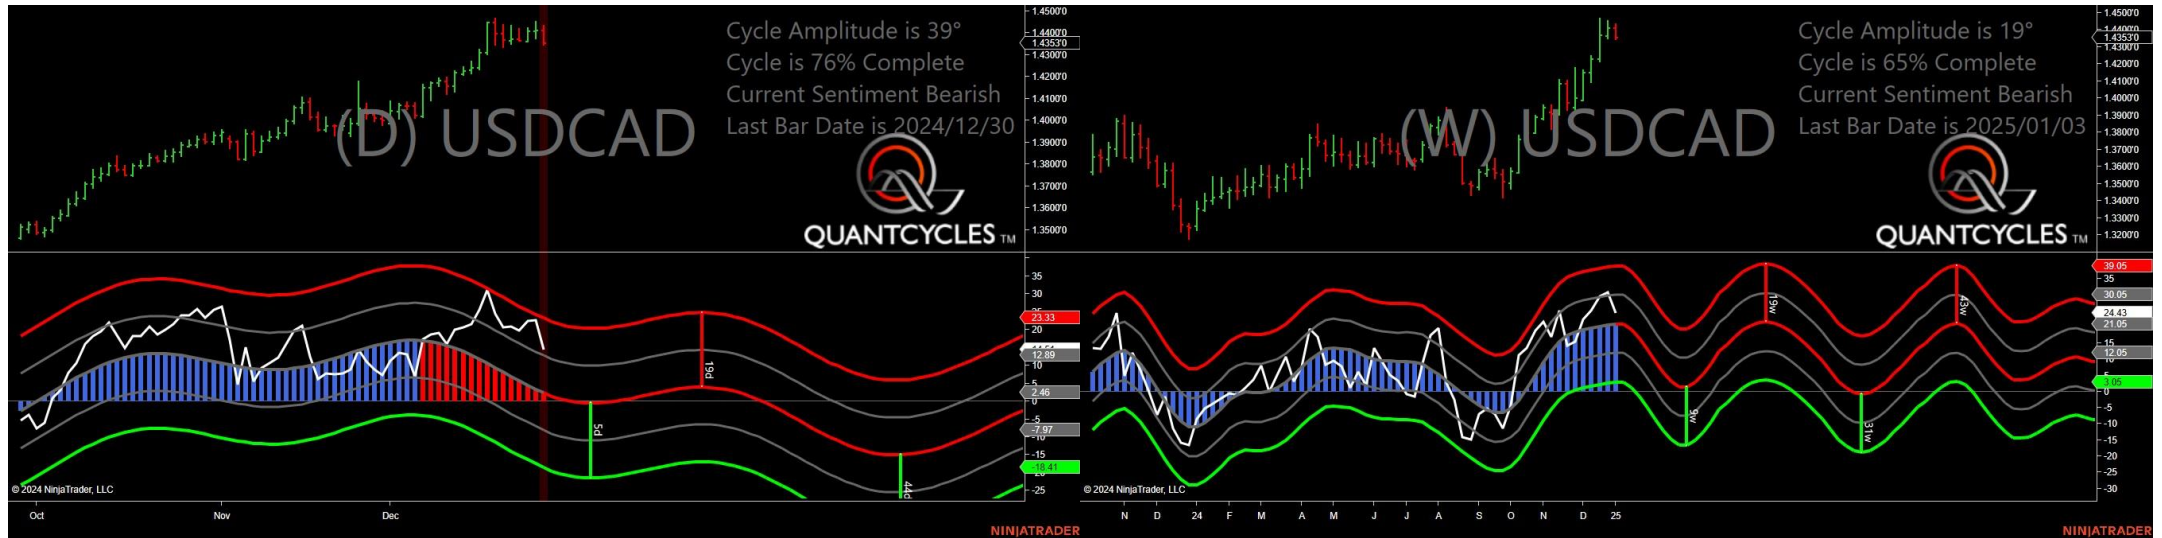 Cycle Amplitude is 39°
Cycle is 76% Complete
Current Sentiment Bearish
Last Bar Date is 2024/12/30
(D) USDCAD
QUANTCYCLES TM
1.4500'0
1.4400'0
1.4353'0
1.4300'0
1.4200'0
1.4100'0
1.4000'0
1.3900'0
1.3800'0
1.3700'0
1.3600'0
1.3500'0
35
30
23.33
20
12.89
10
5
2.46
0
-5
-7.97
-15
-18.41
-25
19d
5d
44d
© 2024 NinjaTrader, LLC
Oct Nov Dec
NINJATRADER
Cycle Amplitude is 19°
Cycle is 65% Complete
Current Sentiment Bearish
Last Bar Date is 2025/01/03
(W) USDCAD
QUANTCYCLES TM
1.4500'0
1.4353'0
1.4300'0
1.4200'0
1.4100'0
1.4000'0
1.3900'0
1.3800'0
1.3700'0
1.3600'0
1.3500'0
1.3400'0
1.3300'0
1.3200'0
39.05
35
30.05
24.43
21.05
15
12.05
3.05
0
-5
-10
-15
-20
-25
-30
19w
43w
9w
31w
© 2024 NinjaTrader, LLC
N D 24 F M A M J J A S O N D 25
NINJATRADER